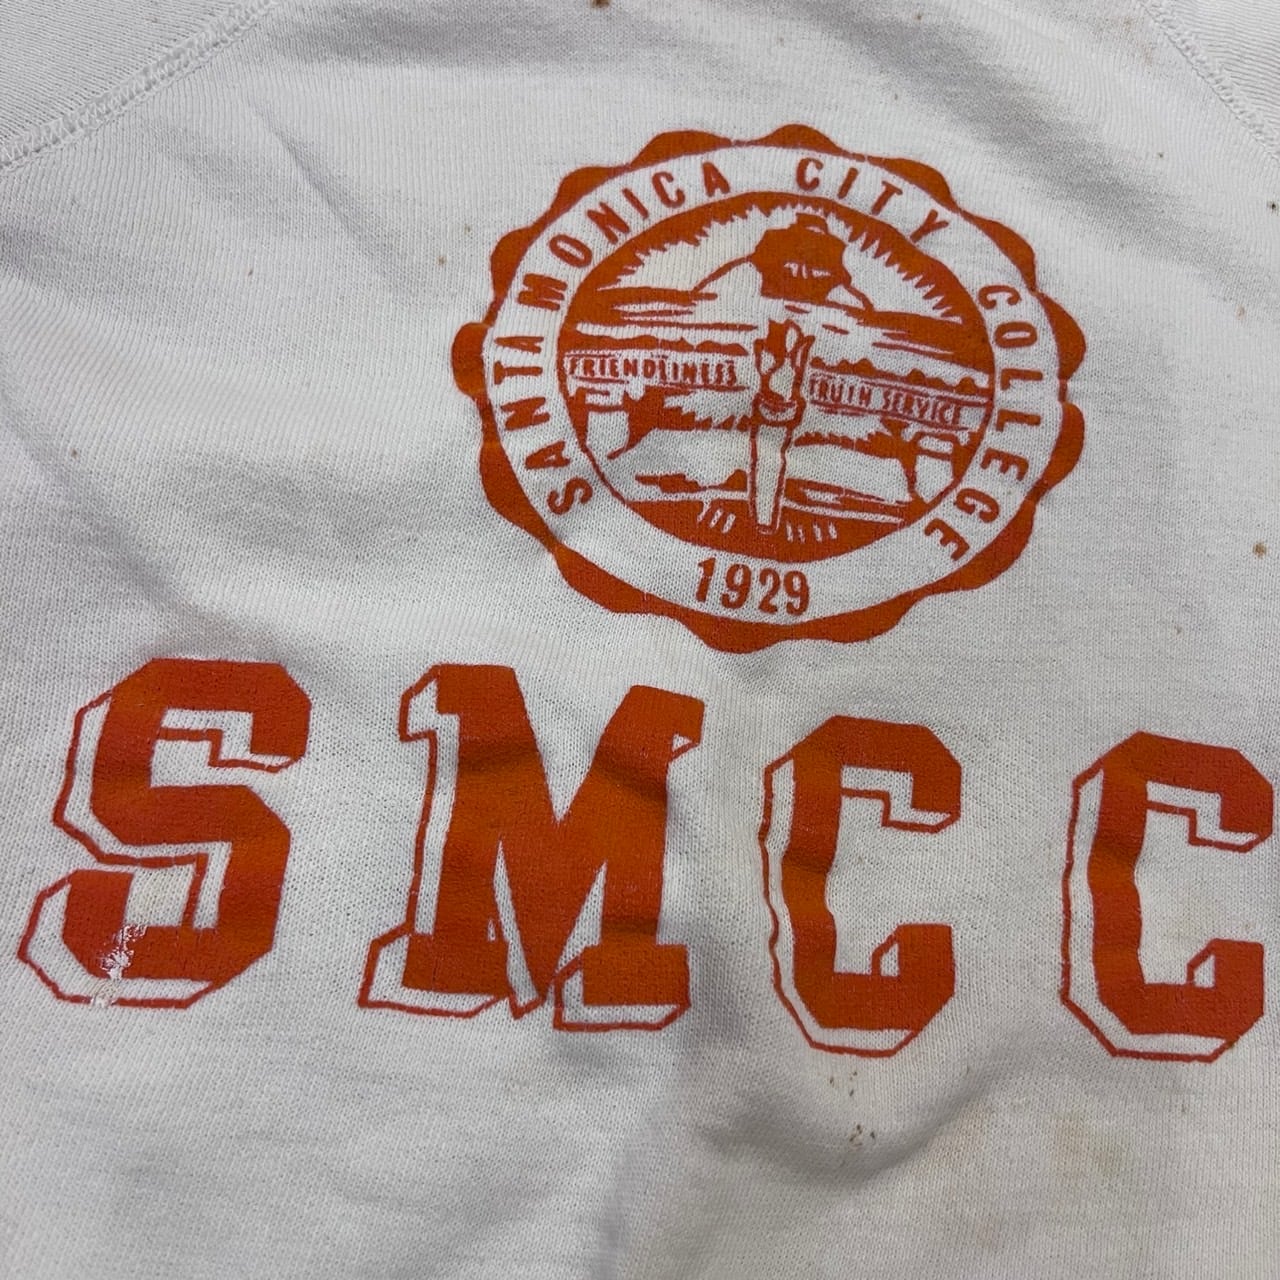 SANTA MONICA CITY COLLEGE
FRIENDLINESS
TRUTH SERVICE
1929
SMCC